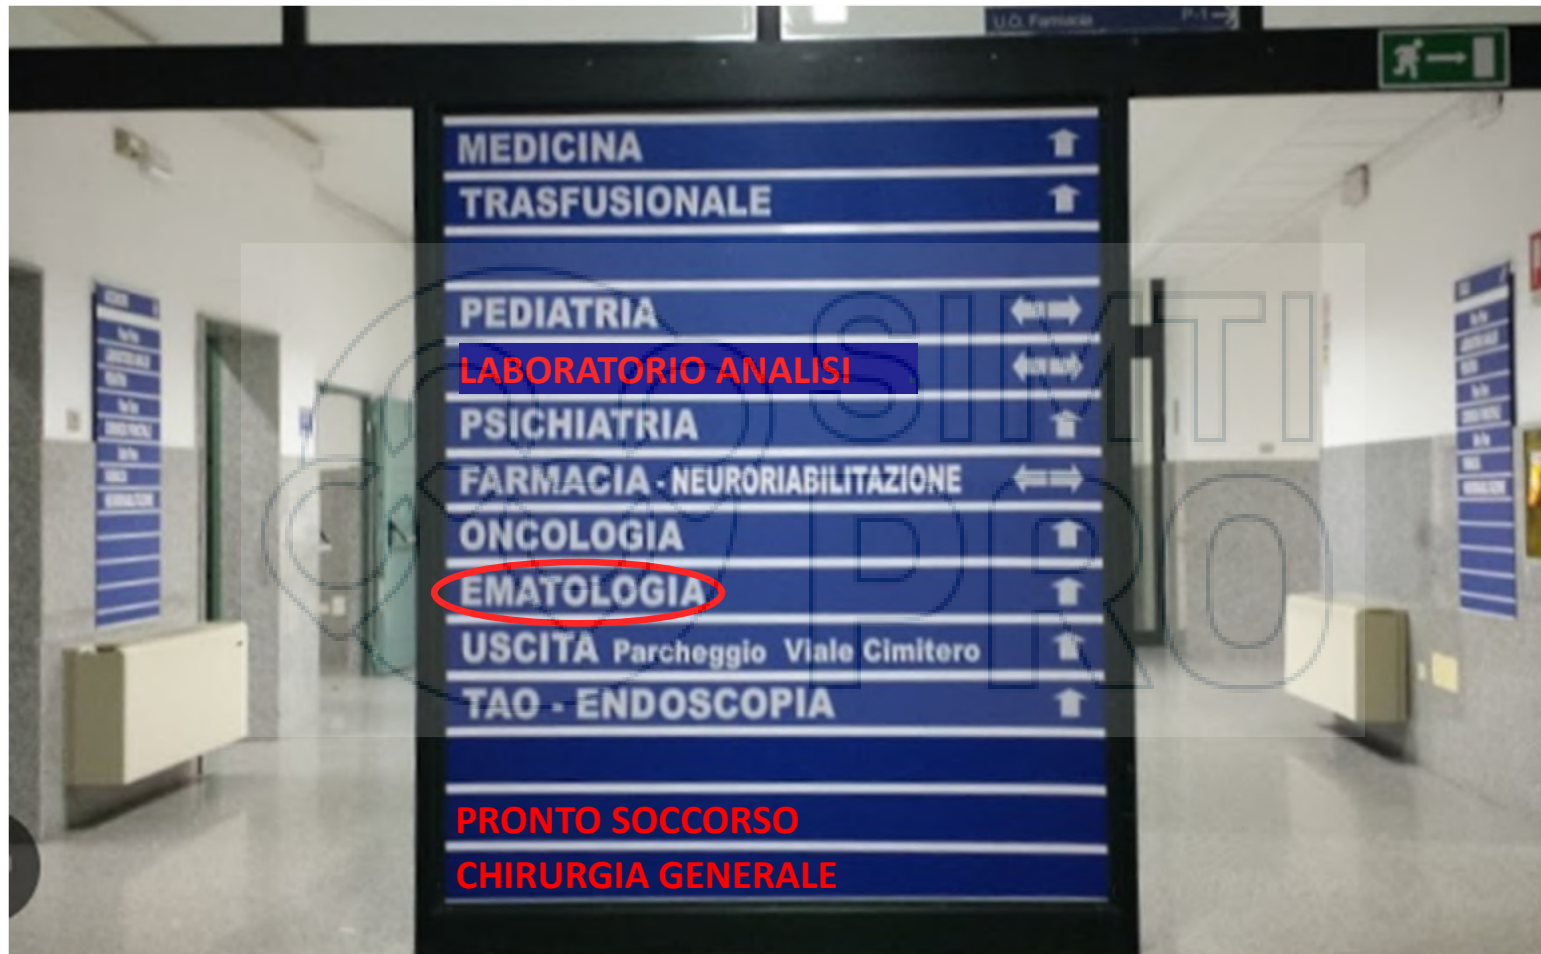 U.O. Farmacia P-1
MEDICINA
TRASFUSIONALE
PEDIATRIA
LABORATORIO ANALISI
PSICHIATRIA
FARMACIA - NEURORIABILITAZIONE
ONCOLOGIA
EMATOLOGIA
USCITA Parcheggio Viale Cimitero
TAO - ENDOSCOPIA
PRONTO SOCCORSO
CHIRURGIA GENERALE
SIMTI
PRO